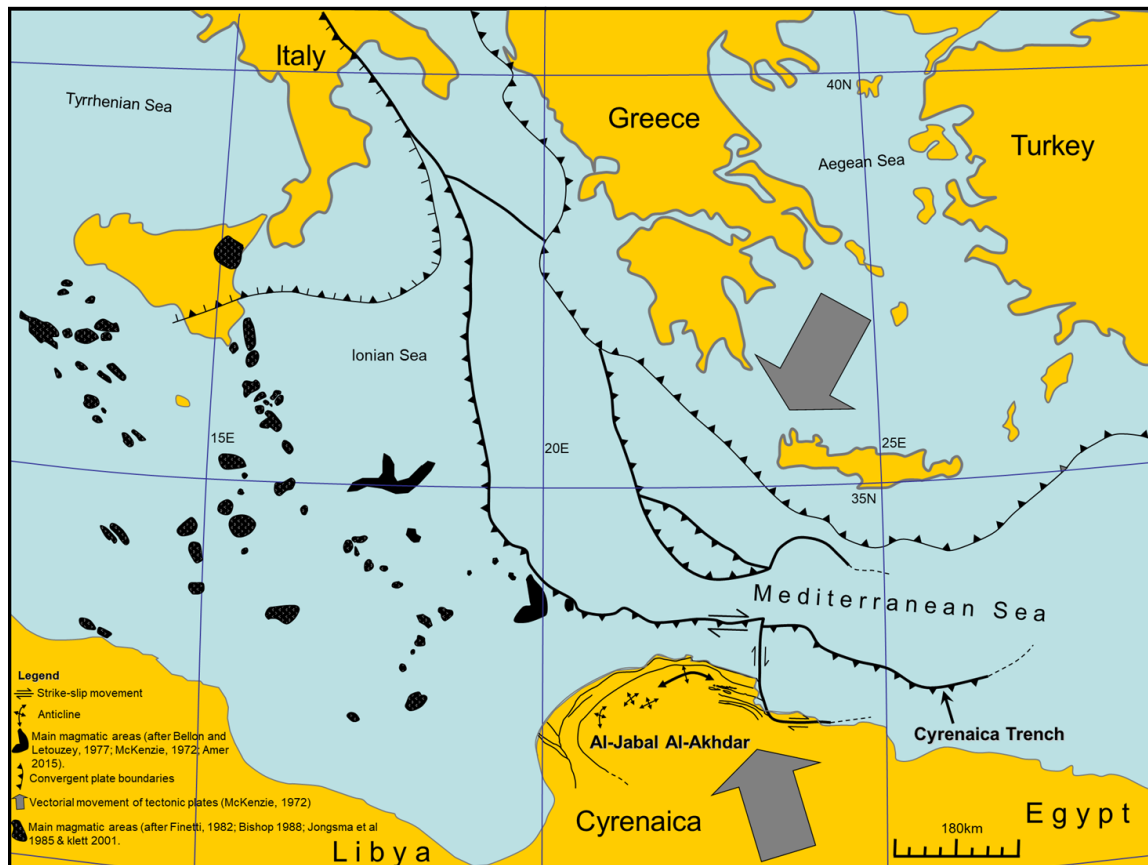 Italy
40N
Tyrrhenian Sea
Greece
Aegean Sea
Turkey
Ionian Sea
15E
20E
25E
35N
Mediterranean Sea
Legend
Strike-slip movement
Anticline
Main magmatic areas (after Bellon and
Letouzey, 1977; McKenzie, 1972; Amer
2015).
Convergent plate boundaries
Vectorial movement of tectonic plates (McKenzie, 1972)
Main magmatic areas (after Finetti, 1982; Bishop 1988; Jongsma et al
1985 & klett 2001.
Al-Jabal Al-Akhdar
Cyrenaica Trench
Cyrenaica
Egypt
180km
Libya